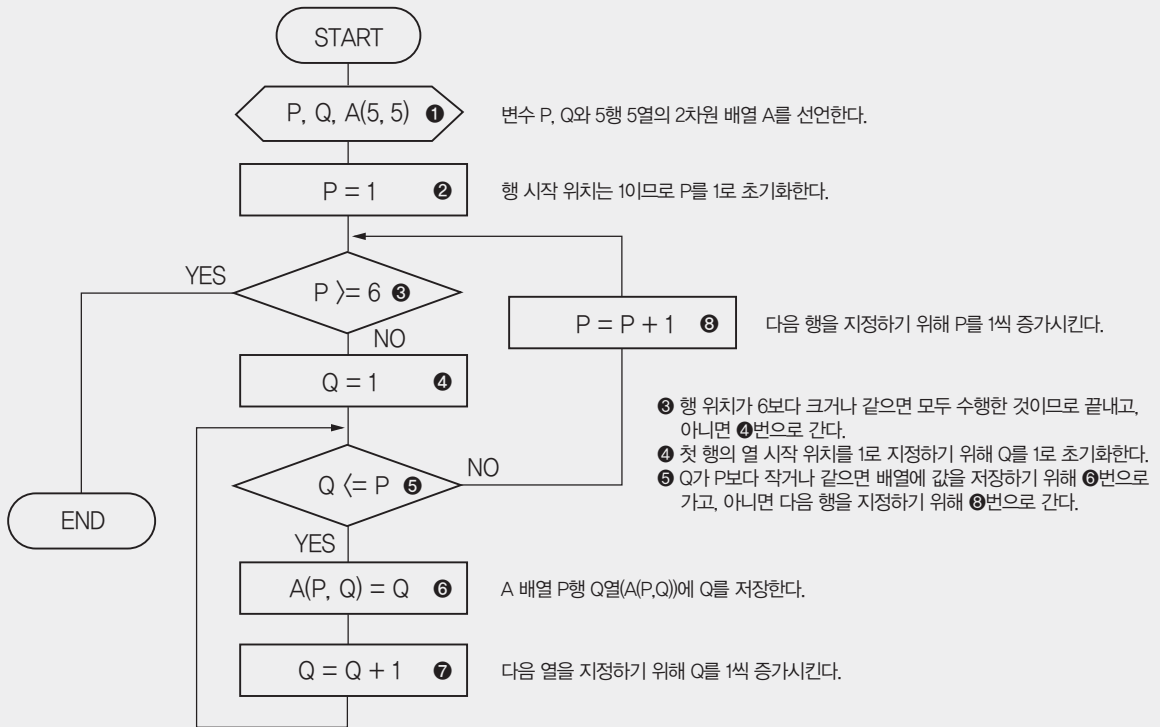 START
P, Q, A(5, 5) ❶
변수 P, Q와 5행 5열의 2차원 배열 A를 선언한다.
P = 1 ❷
행 시작 위치는 1이므로 P를 1로 초기화한다.
YES
P >= 6 ❸
NO
P = P + 1 ❽
다음 행을 지정하기 위해 P를 1씩 증가시킨다.
Q = 1 ❹
❸ 행 위치가 6보다 크거나 같으면 모두 수행한 것이므로 끝내고,
아니면 ❹번으로 간다.
❹ 첫 행의 열 시작 위치를 1로 지정하기 위해 Q를 1로 초기화한다.
❺ Q가 P보다 작거나 같으면 배열에 값을 저장하기 위해 ❻번으로
가고, 아니면 다음 행을 지정하기 위해 ❽번으로 간다.
Q <= P ❺
NO
END
YES
A(P, Q) = Q ❻
A 배열 P행 Q열(A(P,Q))에 Q를 저장한다.
Q = Q + 1 ❼
다음 열을 지정하기 위해 Q를 1씩 증가시킨다.